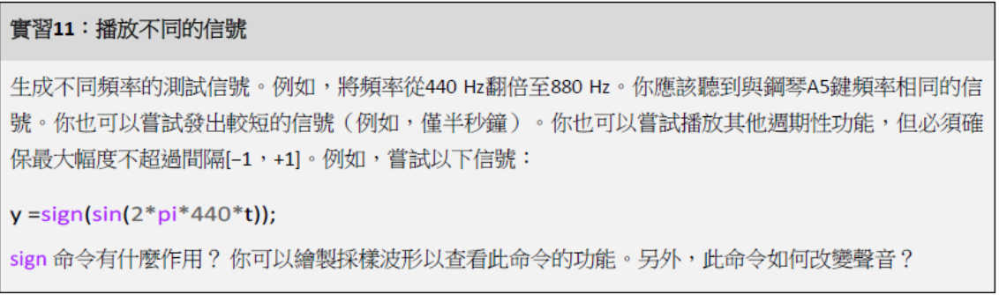 實習11：播放不同的信號
生成不同頻率的測試信號。例如，將頻率從440 Hz翻倍至880 Hz。你應該聽到與鋼琴A5鍵頻率相同的信
號。你也可以嘗試發出較短的信號（例如，僅半秒鐘）。你也可以嘗試播放其他週期性功能，但必須確
保最大幅度不超過間隔[−1，+1]。例如，嘗試以下信號：
y =sign(sin(2*pi*440*t));
sign 命令有什麼作用？ 你可以繪製採樣波形以查看此命令的功能。另外，此命令如何改變聲音？